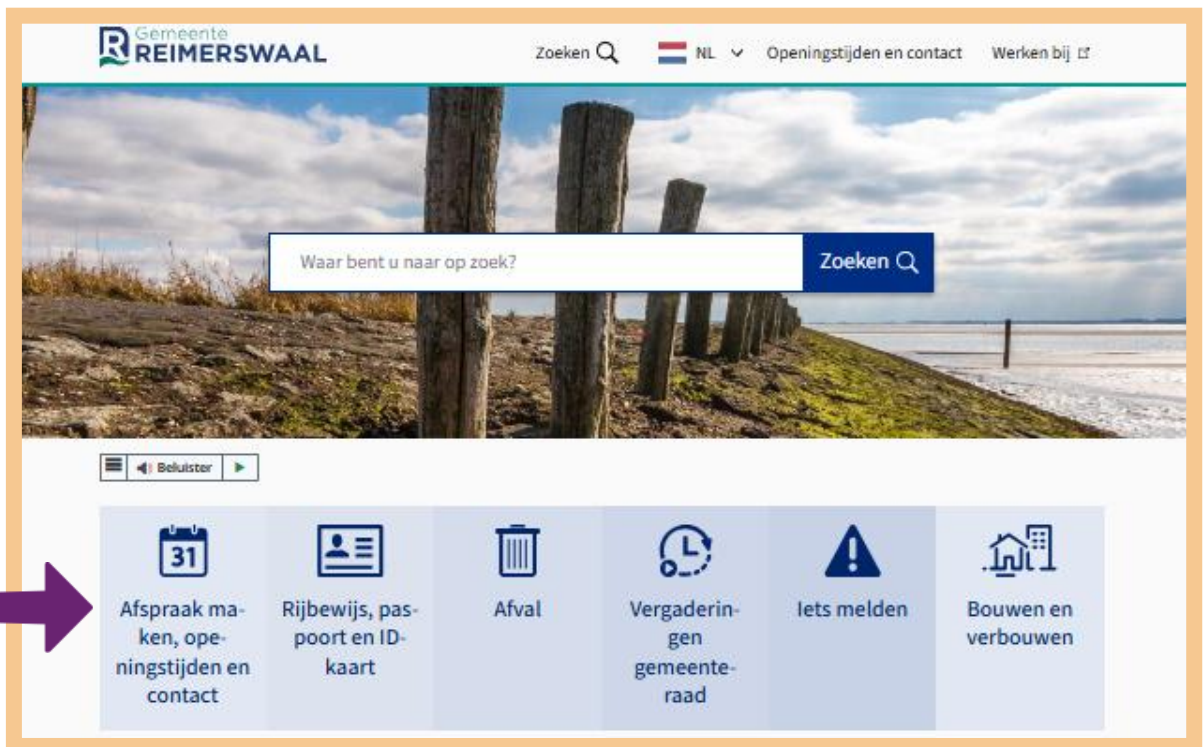 Gemeente
REIMERSWAAL
Zoeken NL Openingstijden en contact Werken bij
Waar bent u naar op zoek? Zoeken
Beluister
31
Afspraak ma-
ken, ope-
ningstijden en
contact
Rijbewijs, pas-
poort en ID-
kaart
Afval
Vergaderin-
gen
gemeente-
raad
Iets melden
Bouwen en
verbouwen